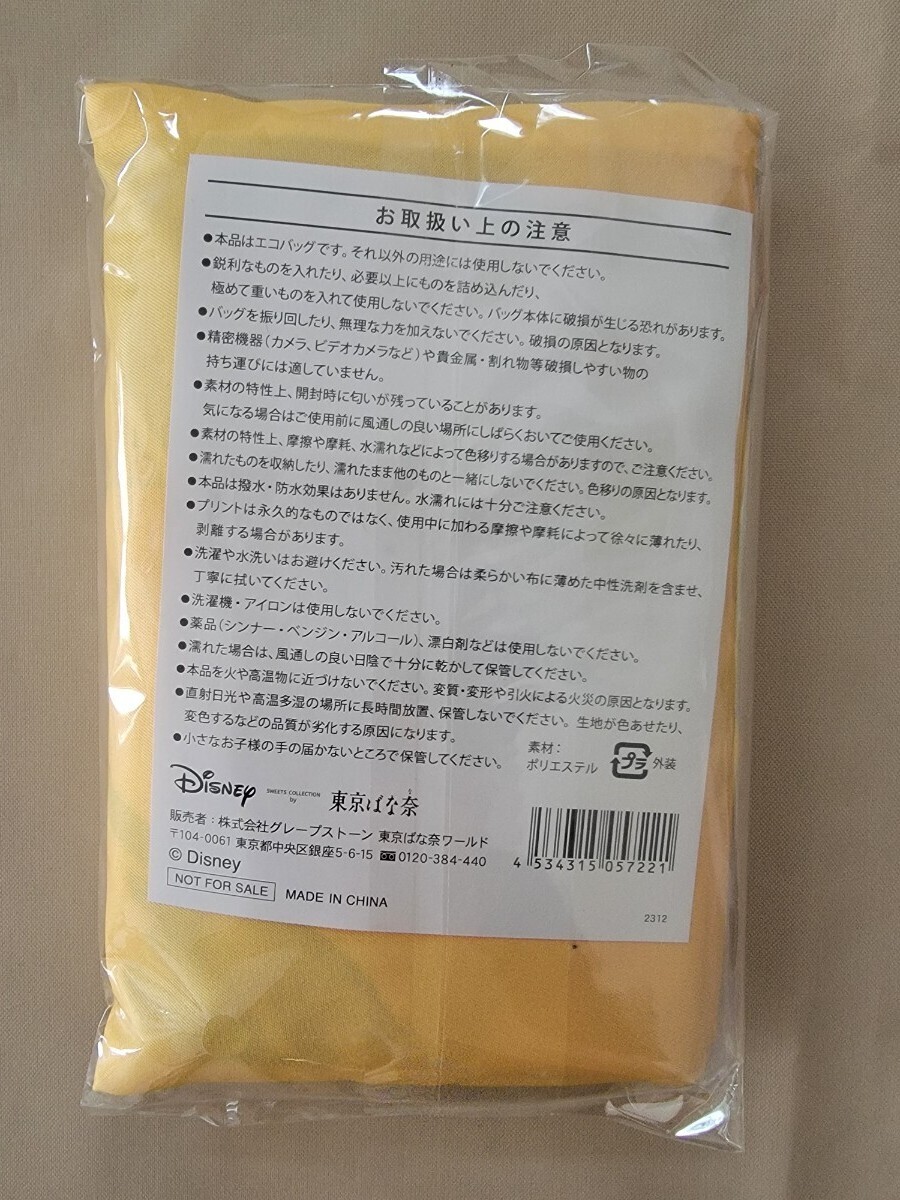 お取扱い上の注意
●本品はエコバッグです。それ以外の用途には使用しないでください。
●鋭利なものを入れたり、必要以上にものを詰め込んだり、
極めて重いものを入れて使用しないでください。バッグ本体に破損が生じる恐れがあります。
●バッグを振り回したり、無理な力を加えないでください。破損の原因となります。
●精密機器(カメラ、ビデオカメラなど)や貴金属・割れ物等破損しやすい物の
持ち運びには適していません。
●素材の特性上、開封時に匂いが残っていることがあります。
気になる場合はご使用前に風通しの良い場所にしばらくおいてご使用ください。
●素材の特性上、摩擦や摩耗、水濡れなどによって色移りする場合がありますので、ご注意ください。
●濡れたものを収納したり、濡れたまま他のものと一緒にしないでください。色移りの原因となります。
●本品は撥水・防水効果はありません。水濡れには十分ご注意ください。
●プリントは永久的なものではなく、使用中に加わる摩擦や摩耗によって徐々に薄れたり、
剥離する場合があります。
●洗濯や水洗いはお避けください。汚れた場合は柔らかい布に薄めた中性洗剤を含ませ、
丁寧に拭いてください。
●洗濯機・アイロンは使用しないでください。
●薬品(シンナー・ベンジン・アルコール)、漂白剤などは使用しないでください。
●濡れた場合は、風通しの良い日陰で十分に乾かして保管してください。
●本品を火や高温物に近づけないでください。変質・変形や引火による火災の原因となります。
●直射日光や高温多湿の場所に長時間放置、保管しないでください。生地が色あせたり、
変色するなどの品質が劣化する原因になります。
●小さなお子様の手の届かないところで保管してください。
素材:
ポリエステル
プラ 外装
Disney SWEETS COLLECTION by 東京ばな奈
販売者:株式会社グレープストーン 東京ばな奈ワールド
〒104-0061 東京都中央区銀座5-6-15 0120-384-440
© Disney
NOT FOR SALE MADE IN CHINA
4 534315 057221
2312